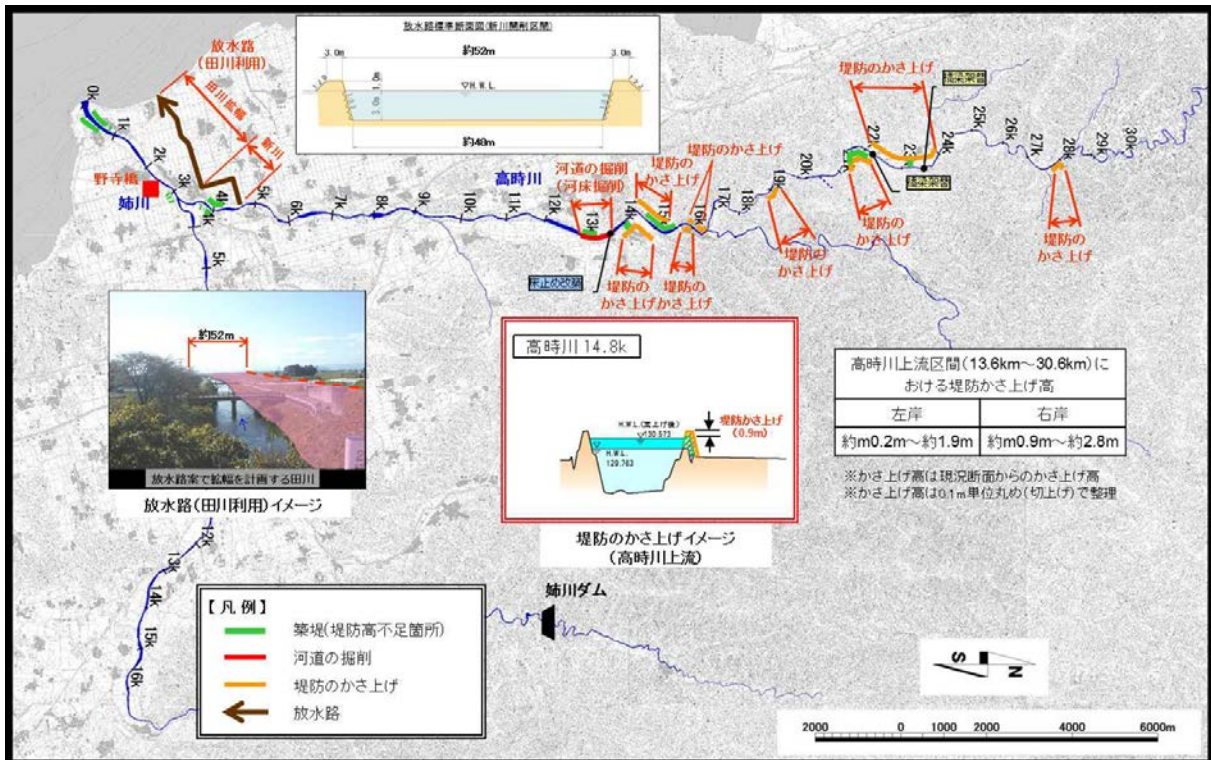 放水路標準断面図(新川開削区間)
3.0m
約52m
3.0m
▽H.W.L.
1.0m
3.0m
約48m
放水路
(田川利用)
田川拡幅
新川
0k
1k
2k
3k
4k
5k
6k
7k
8k
9k
10k
11k
12k
13k
14k
15k
16k
17k
18k
19k
20k
22k
23
24k
25k
26k
27k
28k
29k
30k
野寺橋
姉川
4k
5k
高時川
河道の掘削
(河床掘削)
堤防の
かさ上げ
堤防のかさ上げ
堤防のかさ上げ
堤防の
かさ上げ
堤防の
かさ上げ
堤防の
かさ上げ
堤防の
かさ上げ
堤防の
かさ上げ
約52m
放水路案で拡幅を計画する田川
放水路(田川利用)イメージ
高時川 14.8k
H.W.L.(嵩上げ後)
▽130.573
H.W.L.
129.763
堤防かさ上げ
(0.9m)
堤防のかさ上げイメージ
(高時川上流)
高時川上流区間(13.6km～30.6km)に
おける堤防かさ上げ高
左岸 右岸
約m0.2m～約1.9m 約m0.9m～約2.8m
※かさ上げ高は現況断面からのかさ上げ高
※かさ上げ高は0.1m単位丸め(切上げ)で整理
12k
13k
14k
15k
16k
姉川ダム
【凡例】
築堤(堤防高不足箇所)
河道の掘削
堤防のかさ上げ
放水路
S
N
2000 0 1000 2000 4000 6000m